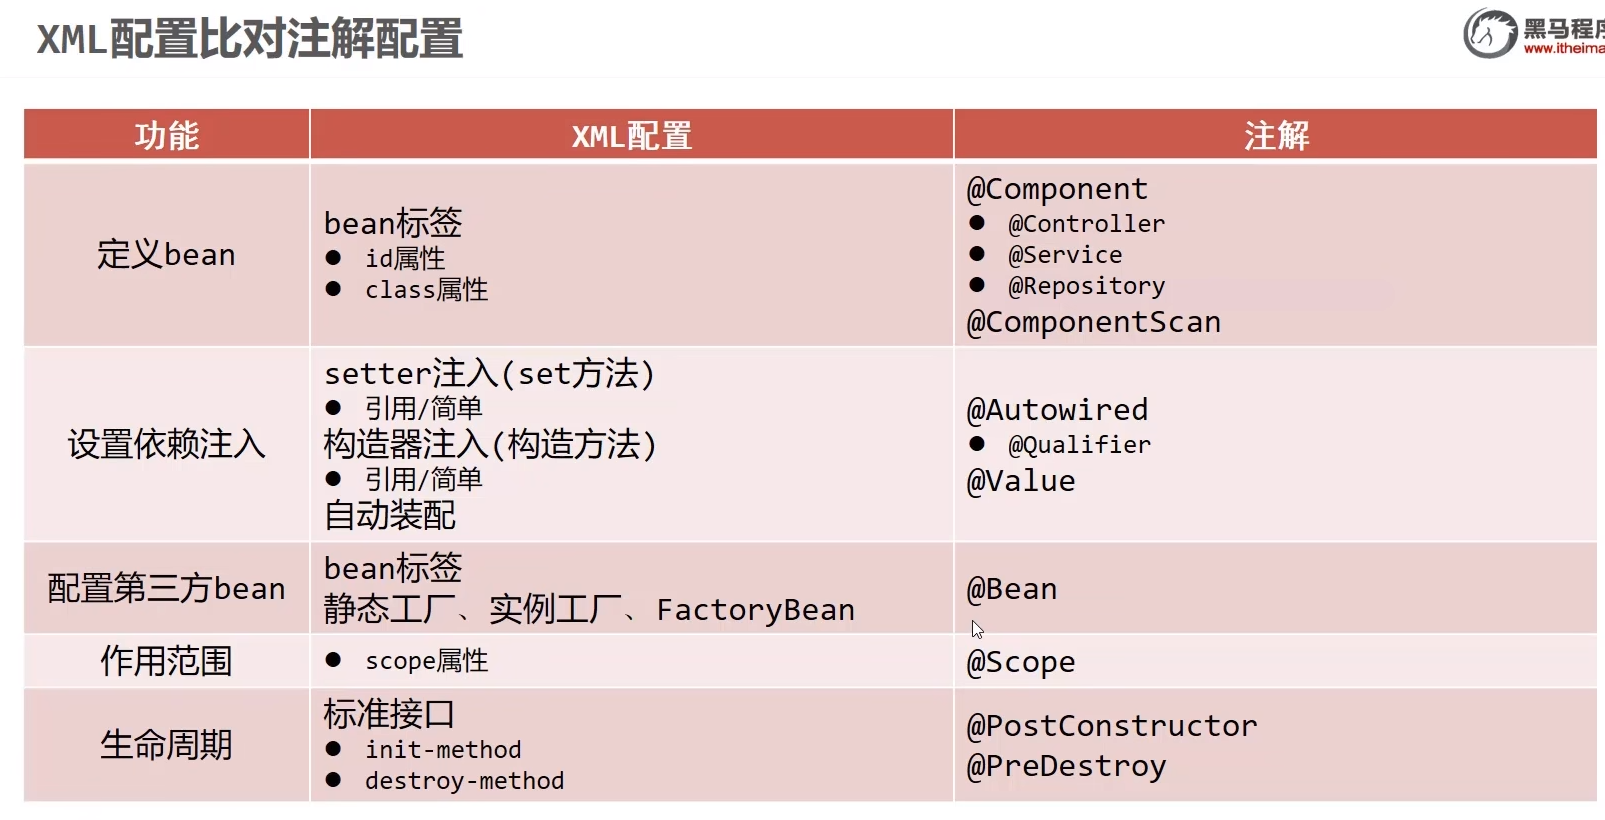 XML配置比对注解配置
黑马程序
www.itheima
功能
XML配置
注解
定义bean
bean标签
● id属性
● class属性
@Component
● @Controller
● @Service
● @Repository
@ComponentScan
设置依赖注入
setter注入(set方法)
● 引用/简单
构造器注入(构造方法)
● 引用/简单
自动装配
@Autowired
● @Qualifier
@Value
配置第三方bean
bean标签
静态工厂、实例工厂、FactoryBean
@Bean
作用范围
● scope属性
@Scope
生命周期
标准接口
● init-method
● destroy-method
@PostConstructor
@PreDestroy